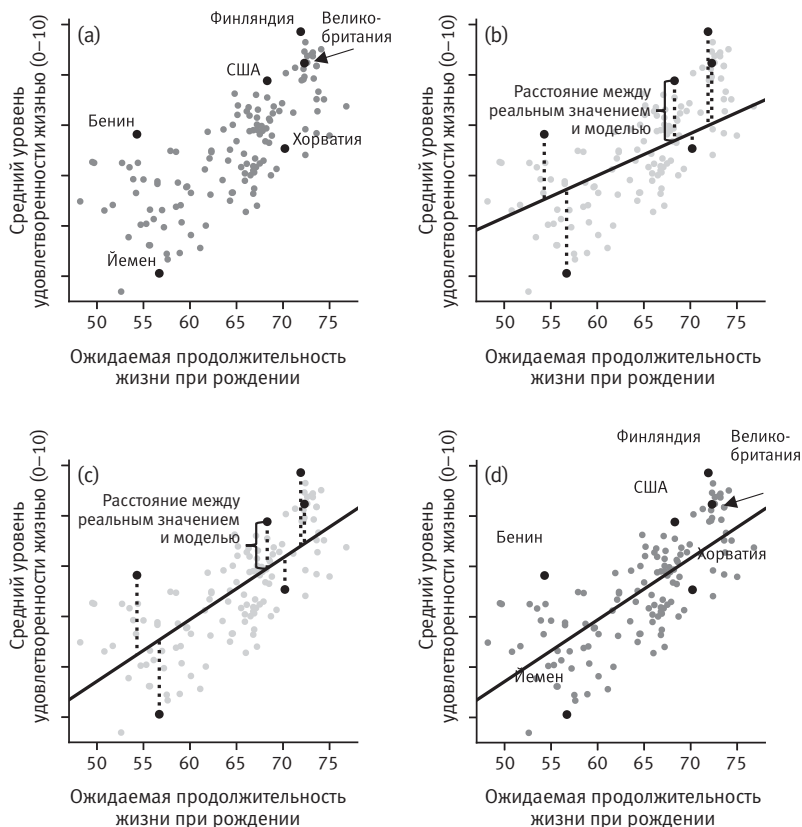 (a)
Средний уровень
удовлетворенности жизнью (0–10)
Финляндия
Велико-
британия
США
Бенин
Хорватия
Йемен
50 55 60 65 70 75
Ожидаемая продолжительность
жизни при рождении
(b)
Средний уровень
удовлетворенности жизнью (0–10)
Расстояние между
реальным значением
и моделью
50 55 60 65 70 75
Ожидаемая продолжительность
жизни при рождении
(c)
Средний уровень
удовлетворенности жизнью (0–10)
Расстояние между
реальным значением
и моделью
50 55 60 65 70 75
Ожидаемая продолжительность
жизни при рождении
(d)
Средний уровень
удовлетворенности жизнью (0–10)
Финляндия
Велико-
британия
США
Бенин
Хорватия
Йемен
50 55 60 65 70 75
Ожидаемая продолжительность
жизни при рождении